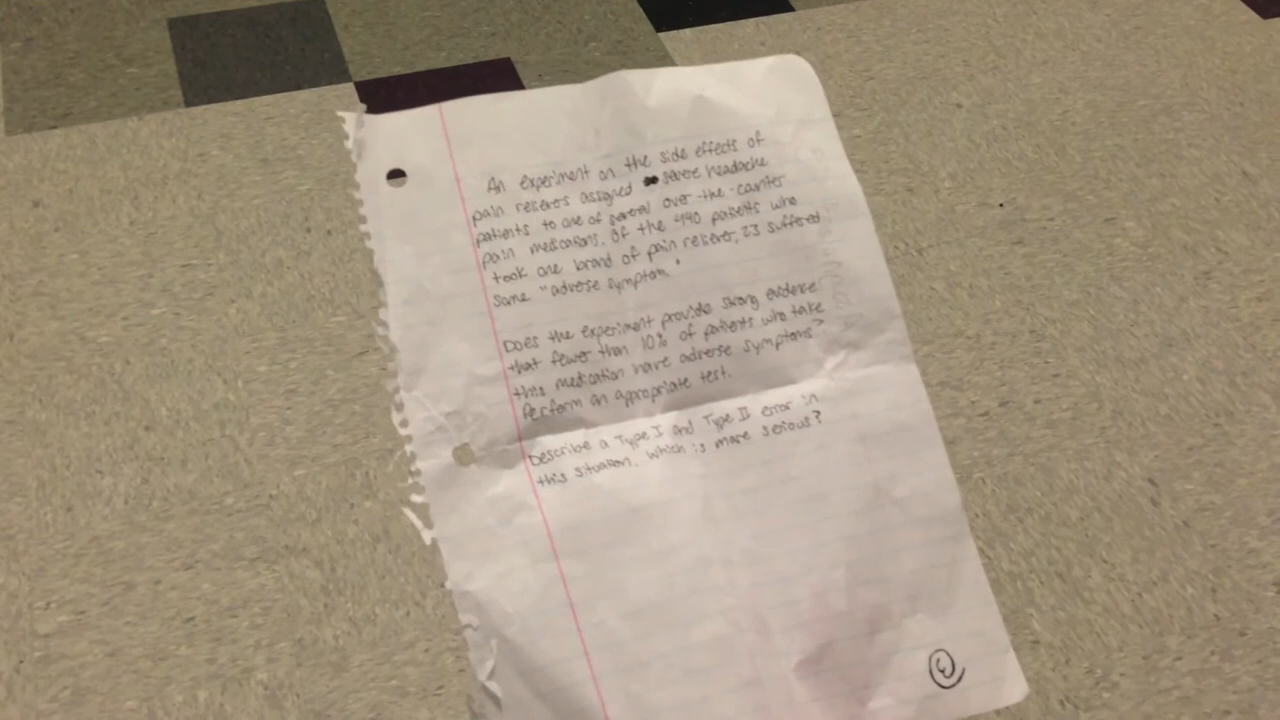 An experiment on the side effects of
pain relievers assigned severe headache
patients to one of several over-the-counter
pain medications. Of the 440 patients who
took one brand of pain reliever, 23 suffered
some "adverse symptom."
Does the experiment provide strong evidence
that fewer than 10% of patients who take
this medication have adverse symptoms?
Perform an appropriate test.
Describe a Type I and Type II error in
this situation. Which is more serious?